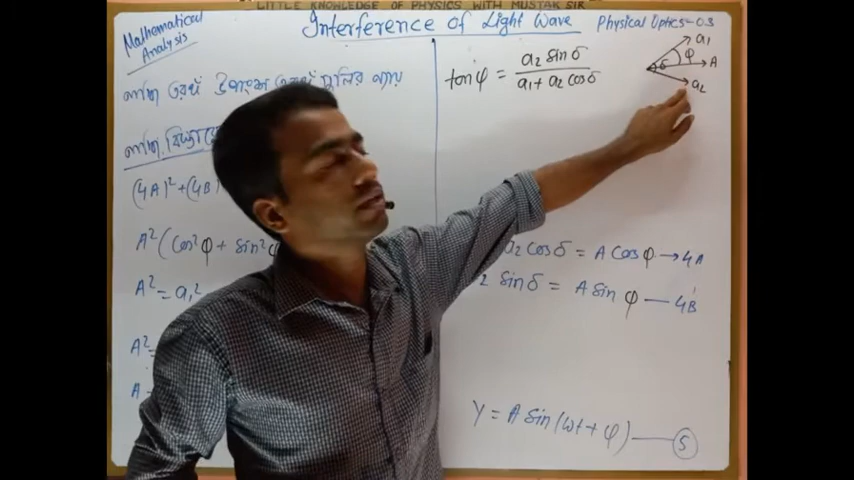 LITTLE KNOWLEDGE OF PHYSICS WITH MUSTAK SIR
Interference of Light Wave
Physical Optics-03
Mathematical
Analysis
(4A)² + (4B)
A² (Cos² φ + Sin² φ
A² = a₁²
A² =
A
tan φ = a₂ Sin δ / a₁ + a₂ Cos δ
a₁
φ
δ
A
a₂
a₂ Cos δ = A Cos φ → 4A
Sin δ = A Sin φ — 4B
Y = A Sin (ωt + φ) — 5